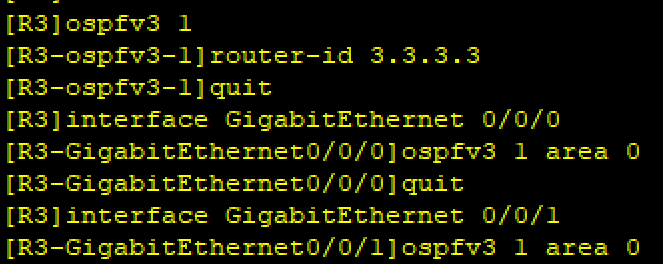 [R3]ospfv3 1
[R3-ospfv3-1]router-id 3.3.3.3
[R3-ospfv3-1]quit
[R3]interface GigabitEthernet 0/0/0
[R3-GigabitEthernet0/0/0]ospfv3 1 area 0
[R3-GigabitEthernet0/0/0]quit
[R3]interface GigabitEthernet 0/0/1
[R3-GigabitEthernet0/0/1]ospfv3 1 area 0